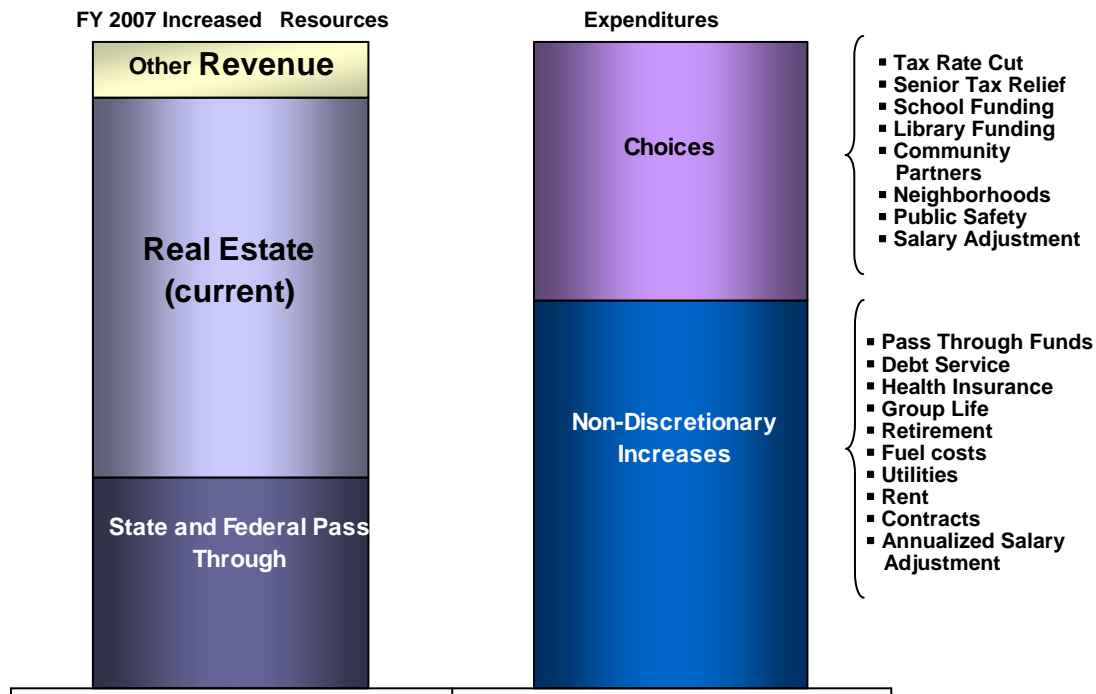 FY 2007 Increased Resources
Other Revenue
Real Estate
(current)
State and Federal Pass
Through
Expenditures
Choices
▪ Tax Rate Cut
▪ Senior Tax Relief
▪ School Funding
▪ Library Funding
▪ Community
Partners
▪ Neighborhoods
▪ Public Safety
▪ Salary Adjustment
Non-Discretionary
Increases
▪ Pass Through Funds
▪ Debt Service
▪ Health Insurance
▪ Group Life
▪ Retirement
▪ Fuel costs
▪ Utilities
▪ Rent
▪ Contracts
▪ Annualized Salary
Adjustment